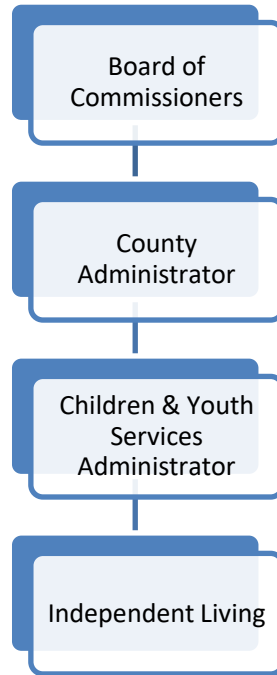 Board of
Commissioners
County
Administrator
Children & Youth
Services
Administrator
Independent Living